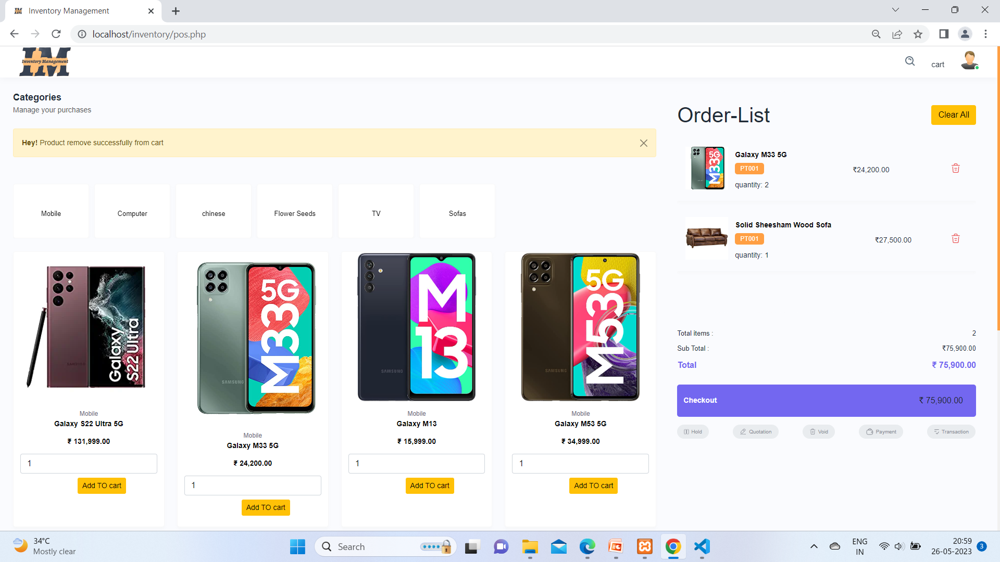 Inventory Management
localhost/inventory/pos.php
IM
Inventory Management
cart
Categories
Manage your purchases
Hey! Product remove successfully from cart
Mobile
Computer
chinese
Flower Seeds
TV
Sofas
Galaxy
S22 Ultra
Mobile
Galaxy S22 Ultra 5G
₹ 131,999.00
1
Add TO cart
5G
M33
SAMSUNG
Mobile
Galaxy M33 5G
₹ 24,200.00
1
Add TO cart
M
13
SAMSUNG
Mobile
Galaxy M13
₹ 15,999.00
1
Add TO cart
5G
M53
SAMSUNG
Mobile
Galaxy M53 5G
₹ 34,999.00
1
Add TO cart
Order-List
Clear All
5G
M33
Galaxy M33 5G
PT001
quantity: 2
₹24,200.00
Solid Sheesham Wood Sofa
PT001
quantity: 1
₹27,500.00
Total items :
2
Sub Total :
₹75,900.00
Total
₹ 75,900.00
Checkout
₹ 75,900.00
Hold
Quotation
Void
Payment
Transaction
34°C
Mostly clear
Search
ENG
IN
20:59
26-05-2023
3